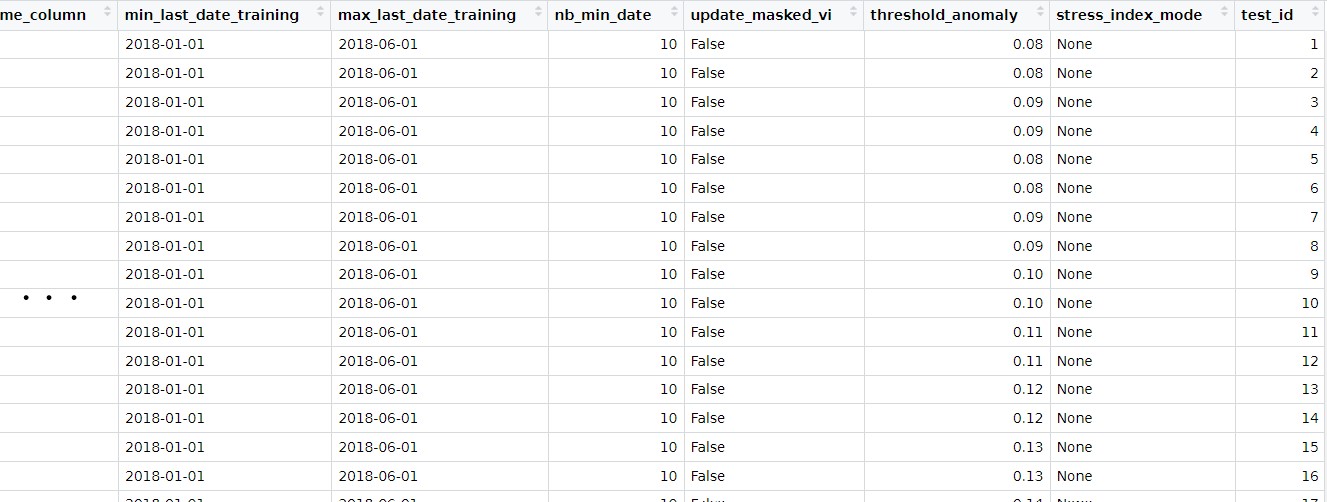 me_column min_last_date_training max_last_date_training nb_min_date update_masked_vi threshold_anomaly stress_index_mode test_id
2018-01-01 2018-06-01 10 False 0.08 None 1
2018-01-01 2018-06-01 10 False 0.08 None 2
2018-01-01 2018-06-01 10 False 0.09 None 3
2018-01-01 2018-06-01 10 False 0.09 None 4
2018-01-01 2018-06-01 10 False 0.08 None 5
2018-01-01 2018-06-01 10 False 0.08 None 6
2018-01-01 2018-06-01 10 False 0.09 None 7
2018-01-01 2018-06-01 10 False 0.09 None 8
2018-01-01 2018-06-01 10 False 0.10 None 9
. . . 2018-01-01 2018-06-01 10 False 0.10 None 10
2018-01-01 2018-06-01 10 False 0.11 None 11
2018-01-01 2018-06-01 10 False 0.11 None 12
2018-01-01 2018-06-01 10 False 0.12 None 13
2018-01-01 2018-06-01 10 False 0.12 None 14
2018-01-01 2018-06-01 10 False 0.13 None 15
2018-01-01 2018-06-01 10 False 0.13 None 16